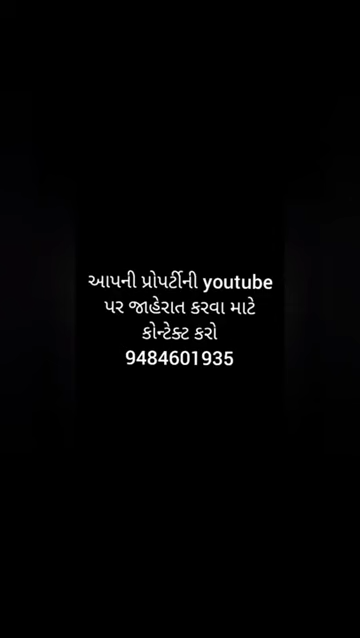 આપની પ્રોપર્ટીની youtube
પર જાહેરાત કરવા માટે
કોન્ટેક્ટ કરો
9484601935